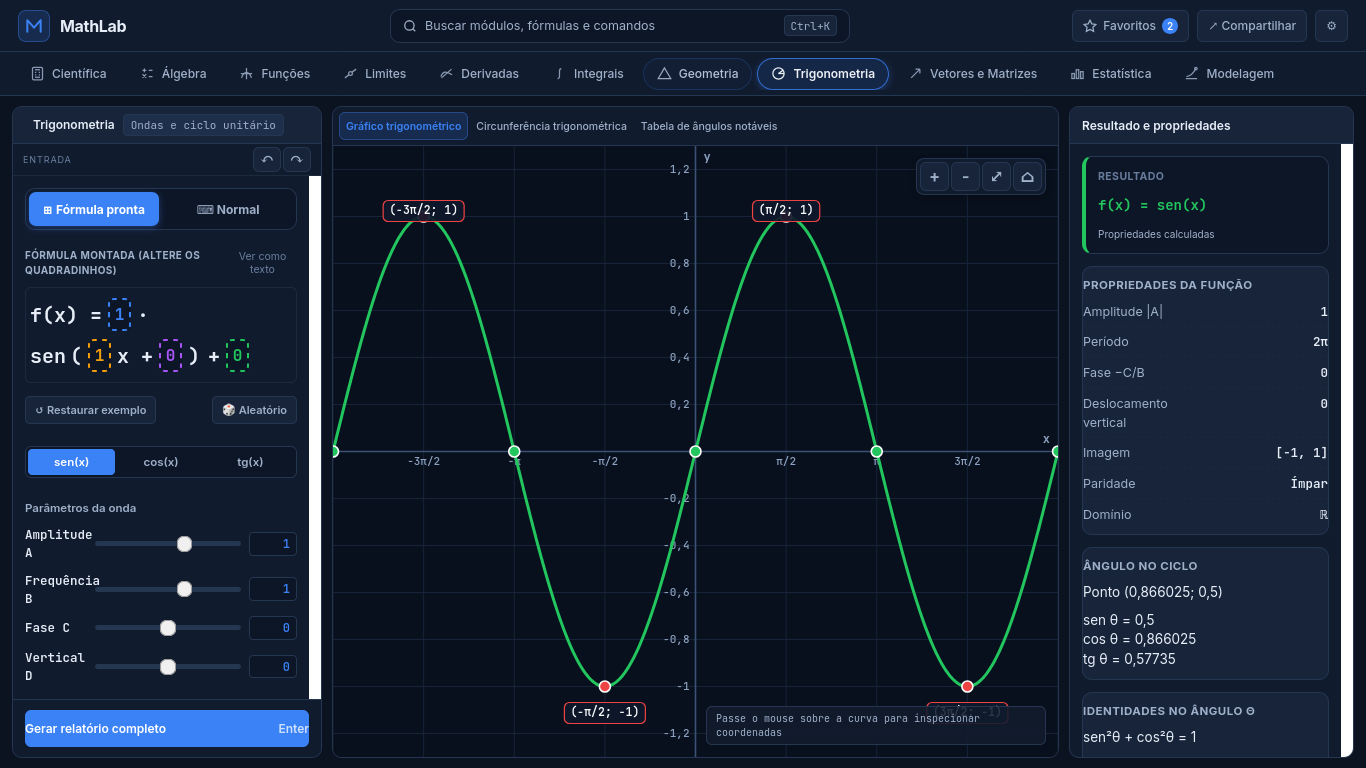 MathLab
Buscar módulos, fórmulas e comandos
Ctrl+K
Favoritos 2
Compartilhar
Científica
Álgebra
Funções
Limites
Derivadas
Integrais
Geometria
Trigonometria
Vetores e Matrizes
Estatística
Modelagem
Trigonometria
Ondas e ciclo unitário
ENTRADA
Fórmula pronta
Normal
FÓRMULA MONTADA (ALTERE OS
QUADRADINHOS)
Ver como
texto
f(x) = 1 ·
sen( 1 x + 0 ) + 0
↺ Restaurar exemplo
Aleatório
sen(x)
cos(x)
tg(x)
Parâmetros da onda
Amplitude
A
1
Frequência
B
1
Fase C
0
Vertical
D
0
Gerar relatório completo
Enter
Gráfico trigonométrico
Circunferência trigonométrica
Tabela de ângulos notáveis
y
+
-
1,2
1
0,8
0,6
0,4
0,2
-0,2
-0,4
-0,6
-0,8
-1
-1,2
(-3π/2; 1)
(π/2; 1)
x
-3π/2
-π
-π/2
π/2
π
3π/2
(-π/2; -1)
(3π/2; -1)
Passe o mouse sobre a curva para inspecionar
coordenadas
Resultado e propriedades
RESULTADO
f(x) = sen(x)
Propriedades calculadas
PROPRIEDADES DA FUNÇÃO
Amplitude |A| 1
Período 2π
Fase −C/B 0
Deslocamento
vertical 0
Imagem [-1, 1]
Paridade Ímpar
Domínio ℝ
ÂNGULO NO CICLO
Ponto (0,866025; 0,5)
sen θ = 0,5
cos θ = 0,866025
tg θ = 0,57735
IDENTIDADES NO ÂNGULO Θ
sen²θ + cos²θ = 1